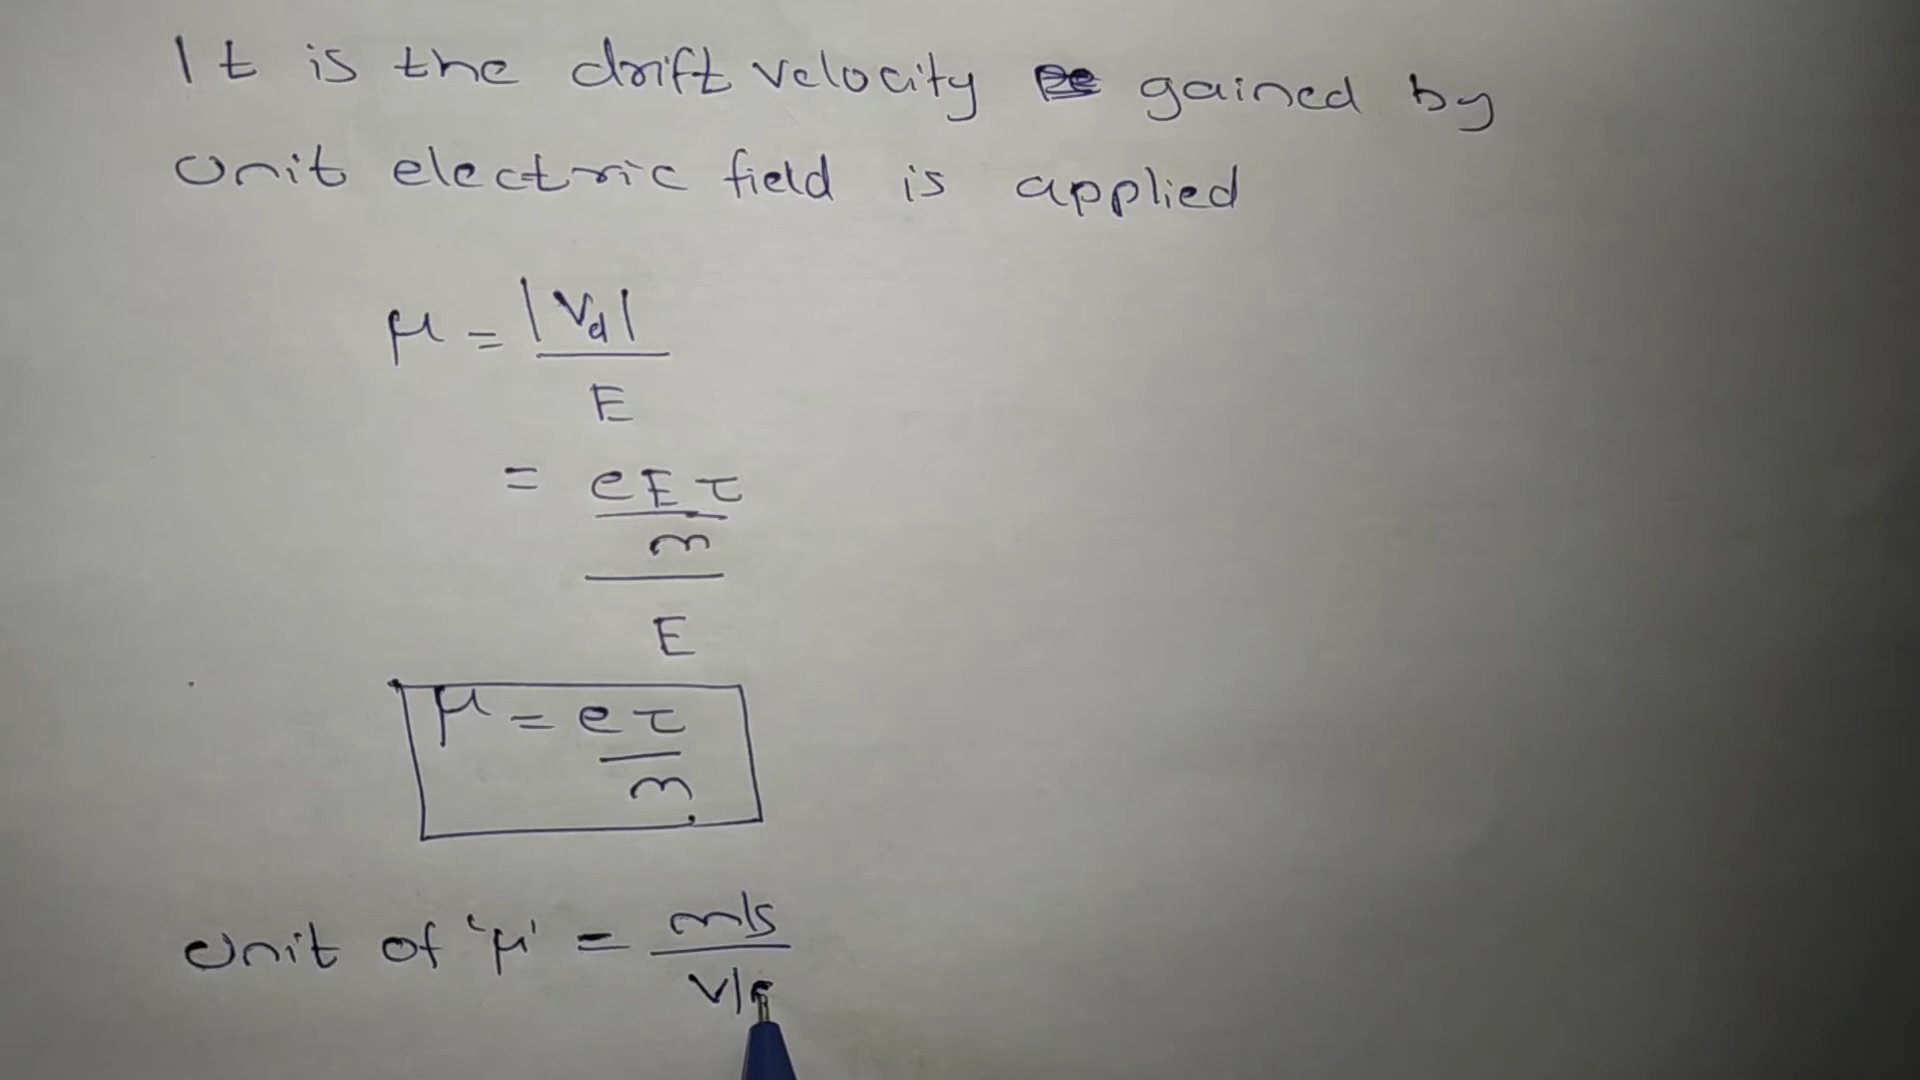 It is the drift velocity gained by
unit electric field is applied
μ = |Vd|
E
= eEτ
m
E
μ = eτ
m
unit of 'μ' = m/s
V/